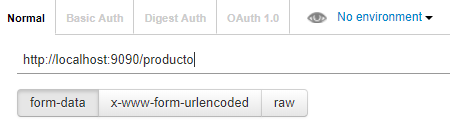 Normal Basic Auth Digest Auth OAuth 1.0 No environment
http://localhost:9090/producto
form-data x-www-form-urlencoded raw